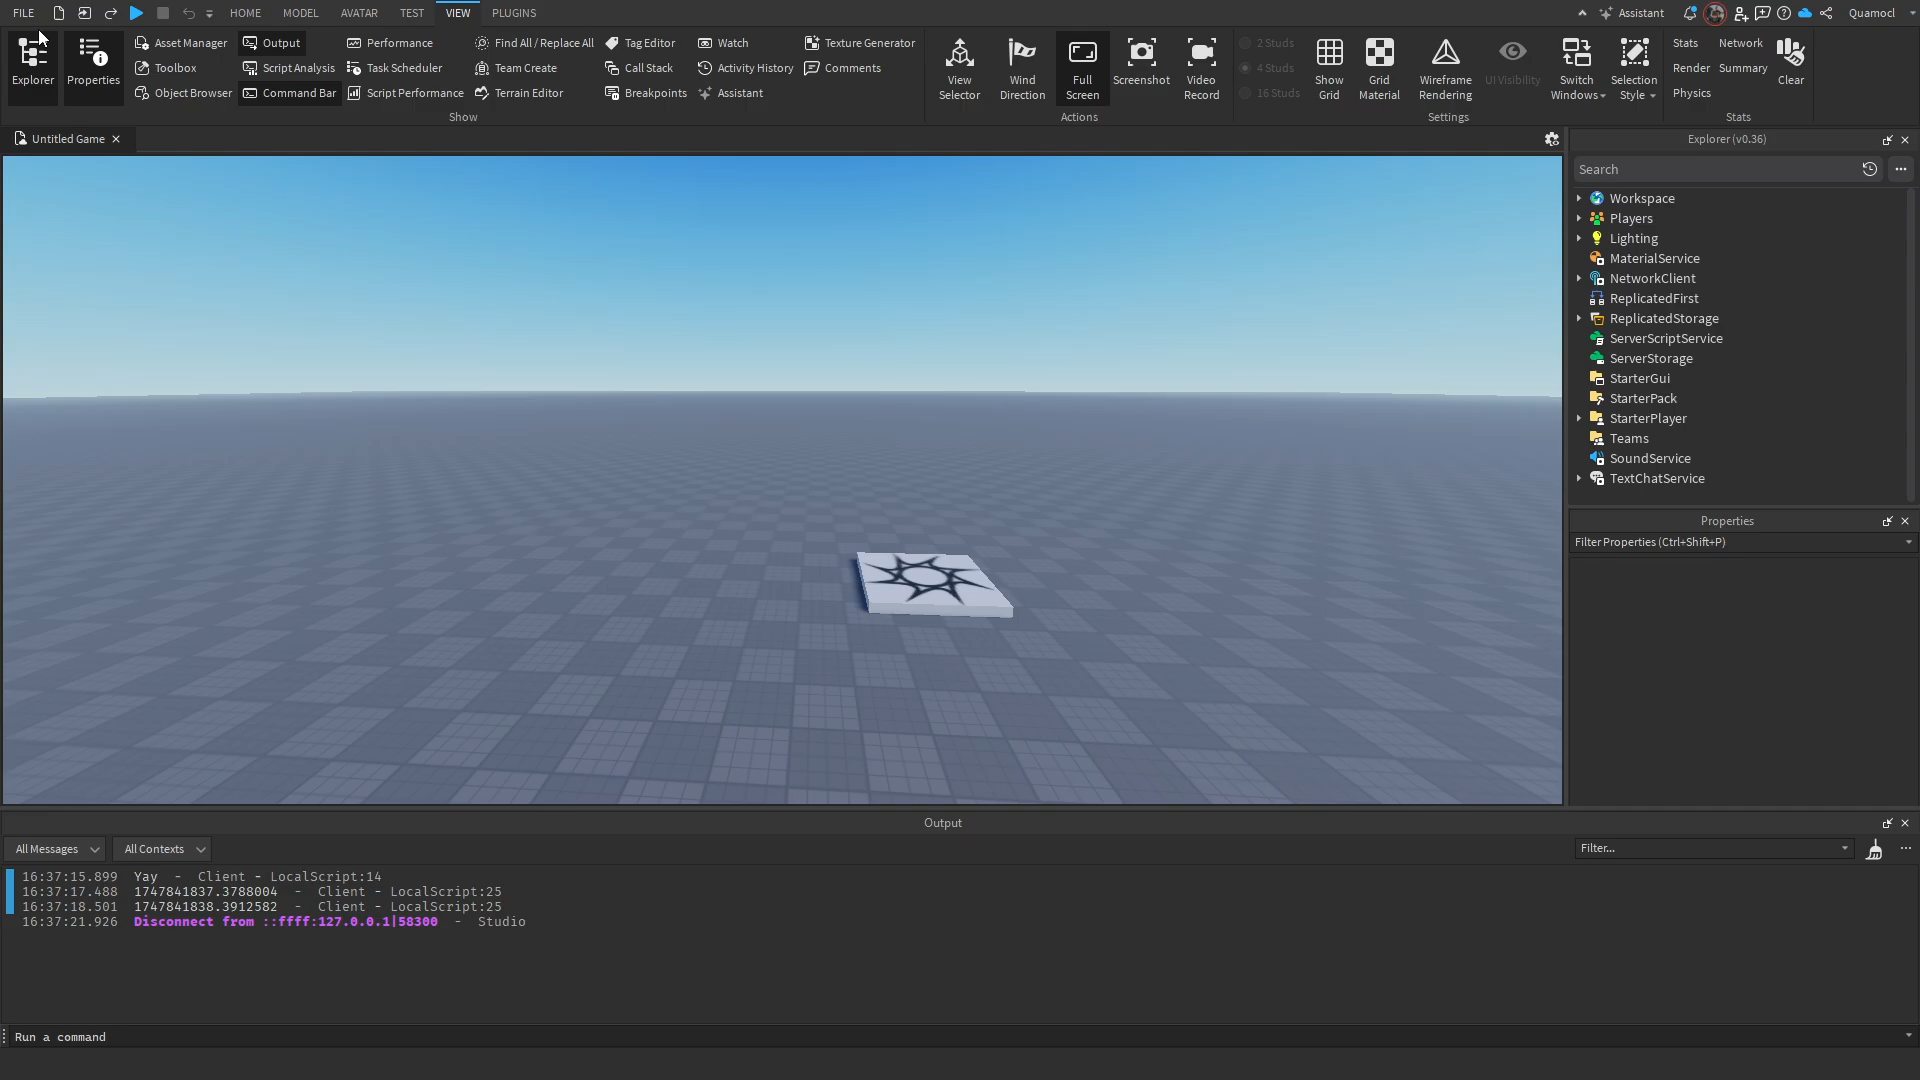 FILE HOME MODEL AVATAR TEST VIEW PLUGINS Assistant Quamocl
Explorer
Properties
Asset Manager
Toolbox
Object Browser
Output
Script Analysis
Command Bar
Performance
Task Scheduler
Script Performance
Find All / Replace All
Team Create
Terrain Editor
Tag Editor
Call Stack
Breakpoints
Watch
Activity History
Assistant
Texture Generator
Comments
Show
View
Selector
Wind
Direction
Full
Screen
Screenshot
Video
Record
Actions
2 Studs
4 Studs
16 Studs
Show
Grid
Grid
Material
Wireframe
Rendering
UI Visibility
Switch
Windows
Selection
Style
Settings
Stats
Render
Physics
Network
Summary
Clear
Stats
Untitled Game
Explorer (v0.36)
Search
Workspace
Players
Lighting
MaterialService
NetworkClient
ReplicatedFirst
ReplicatedStorage
ServerScriptService
ServerStorage
StarterGui
StarterPack
StarterPlayer
Teams
SoundService
TextChatService
Properties
Filter Properties (Ctrl+Shift+P)
Output
All Messages All Contexts Filter...
16:37:15.899 Yay - Client - LocalScript:14
16:37:17.488 1747841837.3788004 - Client - LocalScript:25
16:37:18.501 1747841838.3912582 - Client - LocalScript:25
16:37:21.926 Disconnect from ::ffff:127.0.0.1|58300 - Studio
Run a command